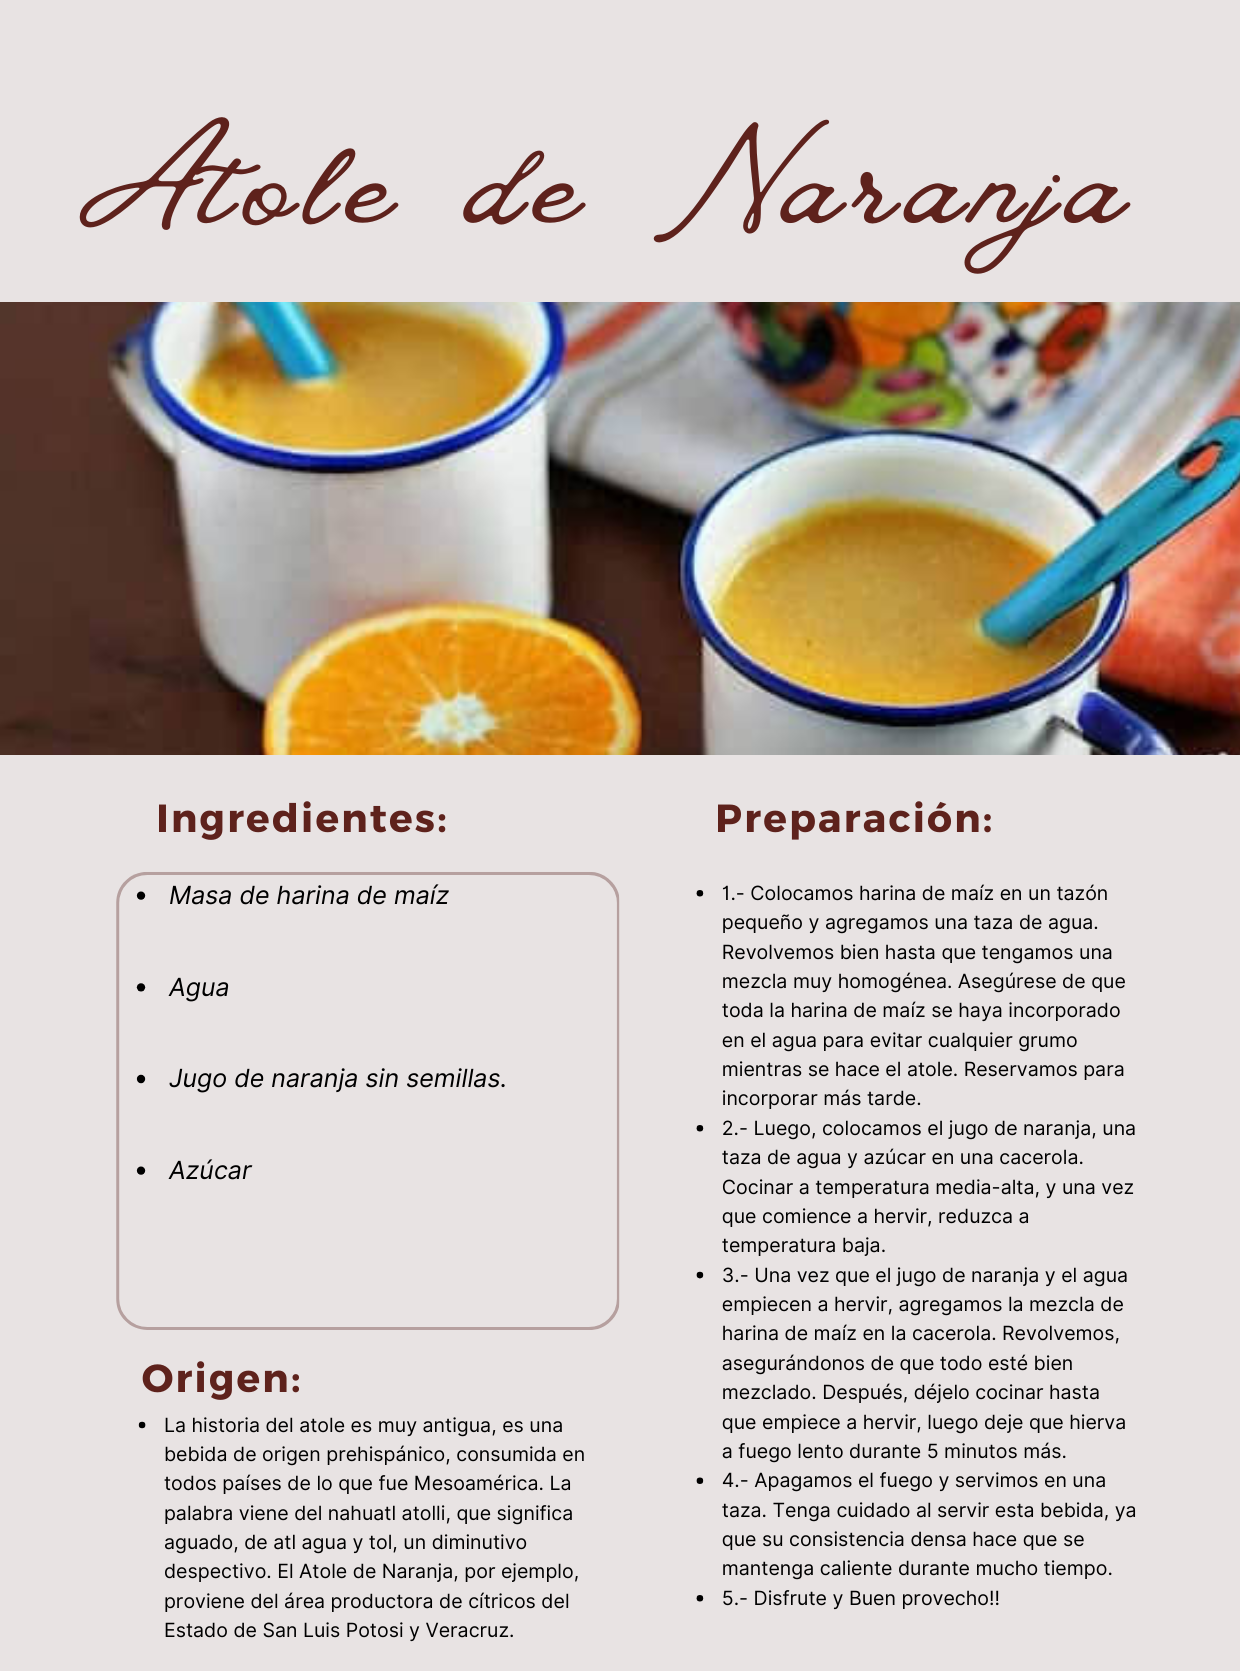 Atole de Naranja
Ingredientes:
• Masa de harina de maíz
• Agua
• Jugo de naranja sin semillas.
• Azúcar
Origen:
• La historia del atole es muy antigua, es una
bebida de origen prehispánico, consumida en
todos países de lo que fue Mesoamérica. La
palabra viene del nahuatl atolli, que significa
aguado, de atl agua y tol, un diminutivo
despectivo. El Atole de Naranja, por ejemplo,
proviene del área productora de cítricos del
Estado de San Luis Potosi y Veracruz.
Preparación:
• 1.- Colocamos harina de maíz en un tazón
pequeño y agregamos una taza de agua.
Revolvemos bien hasta que tengamos una
mezcla muy homogénea. Asegúrese de que
toda la harina de maíz se haya incorporado
en el agua para evitar cualquier grumo
mientras se hace el atole. Reservamos para
incorporar más tarde.
• 2.- Luego, colocamos el jugo de naranja, una
taza de agua y azúcar en una cacerola.
Cocinar a temperatura media-alta, y una vez
que comience a hervir, reduzca a
temperatura baja.
• 3.- Una vez que el jugo de naranja y el agua
empiecen a hervir, agregamos la mezcla de
harina de maíz en la cacerola. Revolvemos,
asegurándonos de que todo esté bien
mezclado. Después, déjelo cocinar hasta
que empiece a hervir, luego deje que hierva
a fuego lento durante 5 minutos más.
• 4.- Apagamos el fuego y servimos en una
taza. Tenga cuidado al servir esta bebida, ya
que su consistencia densa hace que se
mantenga caliente durante mucho tiempo.
• 5.- Disfrute y Buen provecho!!